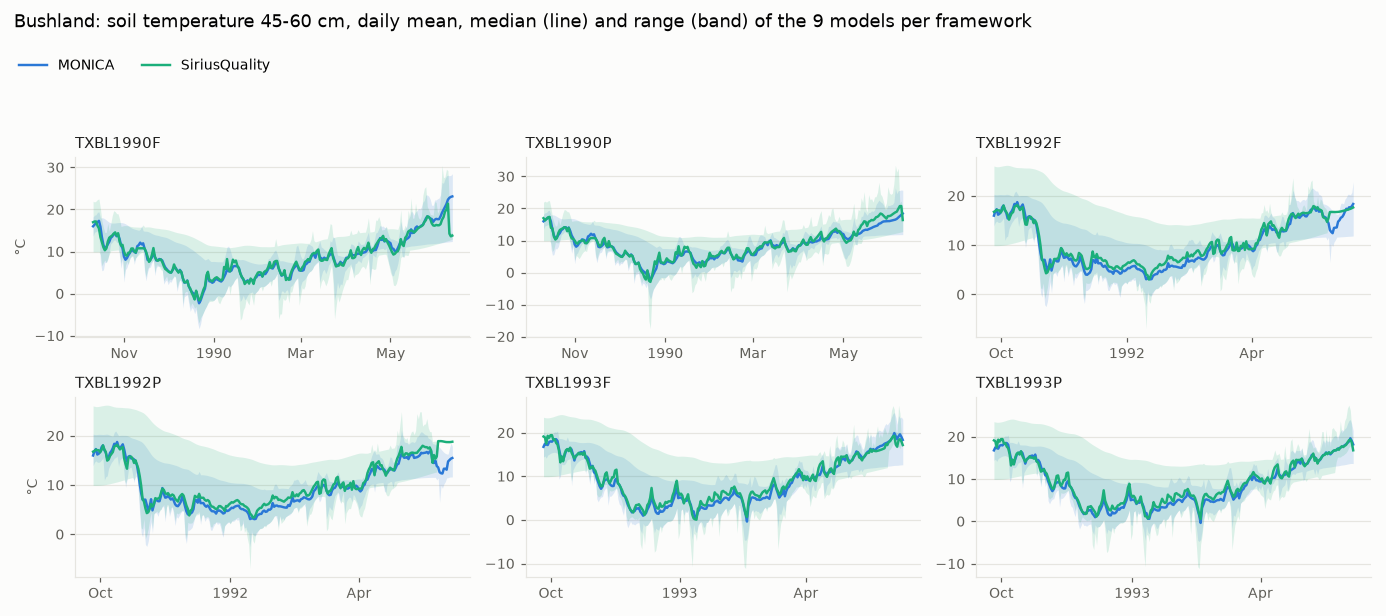 Bushland: soil temperature 45-60 cm, daily mean, median (line) and range (band) of the 9 models per framework
MONICA SiriusQuality
TXBL1990F TXBL1990P TXBL1992F
°C
30
20
10
0
−10
Nov 1990 Mar May
30
20
10
0
−10
−20
Nov 1990 Mar May
20
10
0
Oct 1992 Apr
TXBL1992P TXBL1993F TXBL1993P
°C
20
10
0
Oct 1992 Apr
20
10
0
−10
Oct 1993 Apr
20
10
0
−10
Oct 1993 Apr